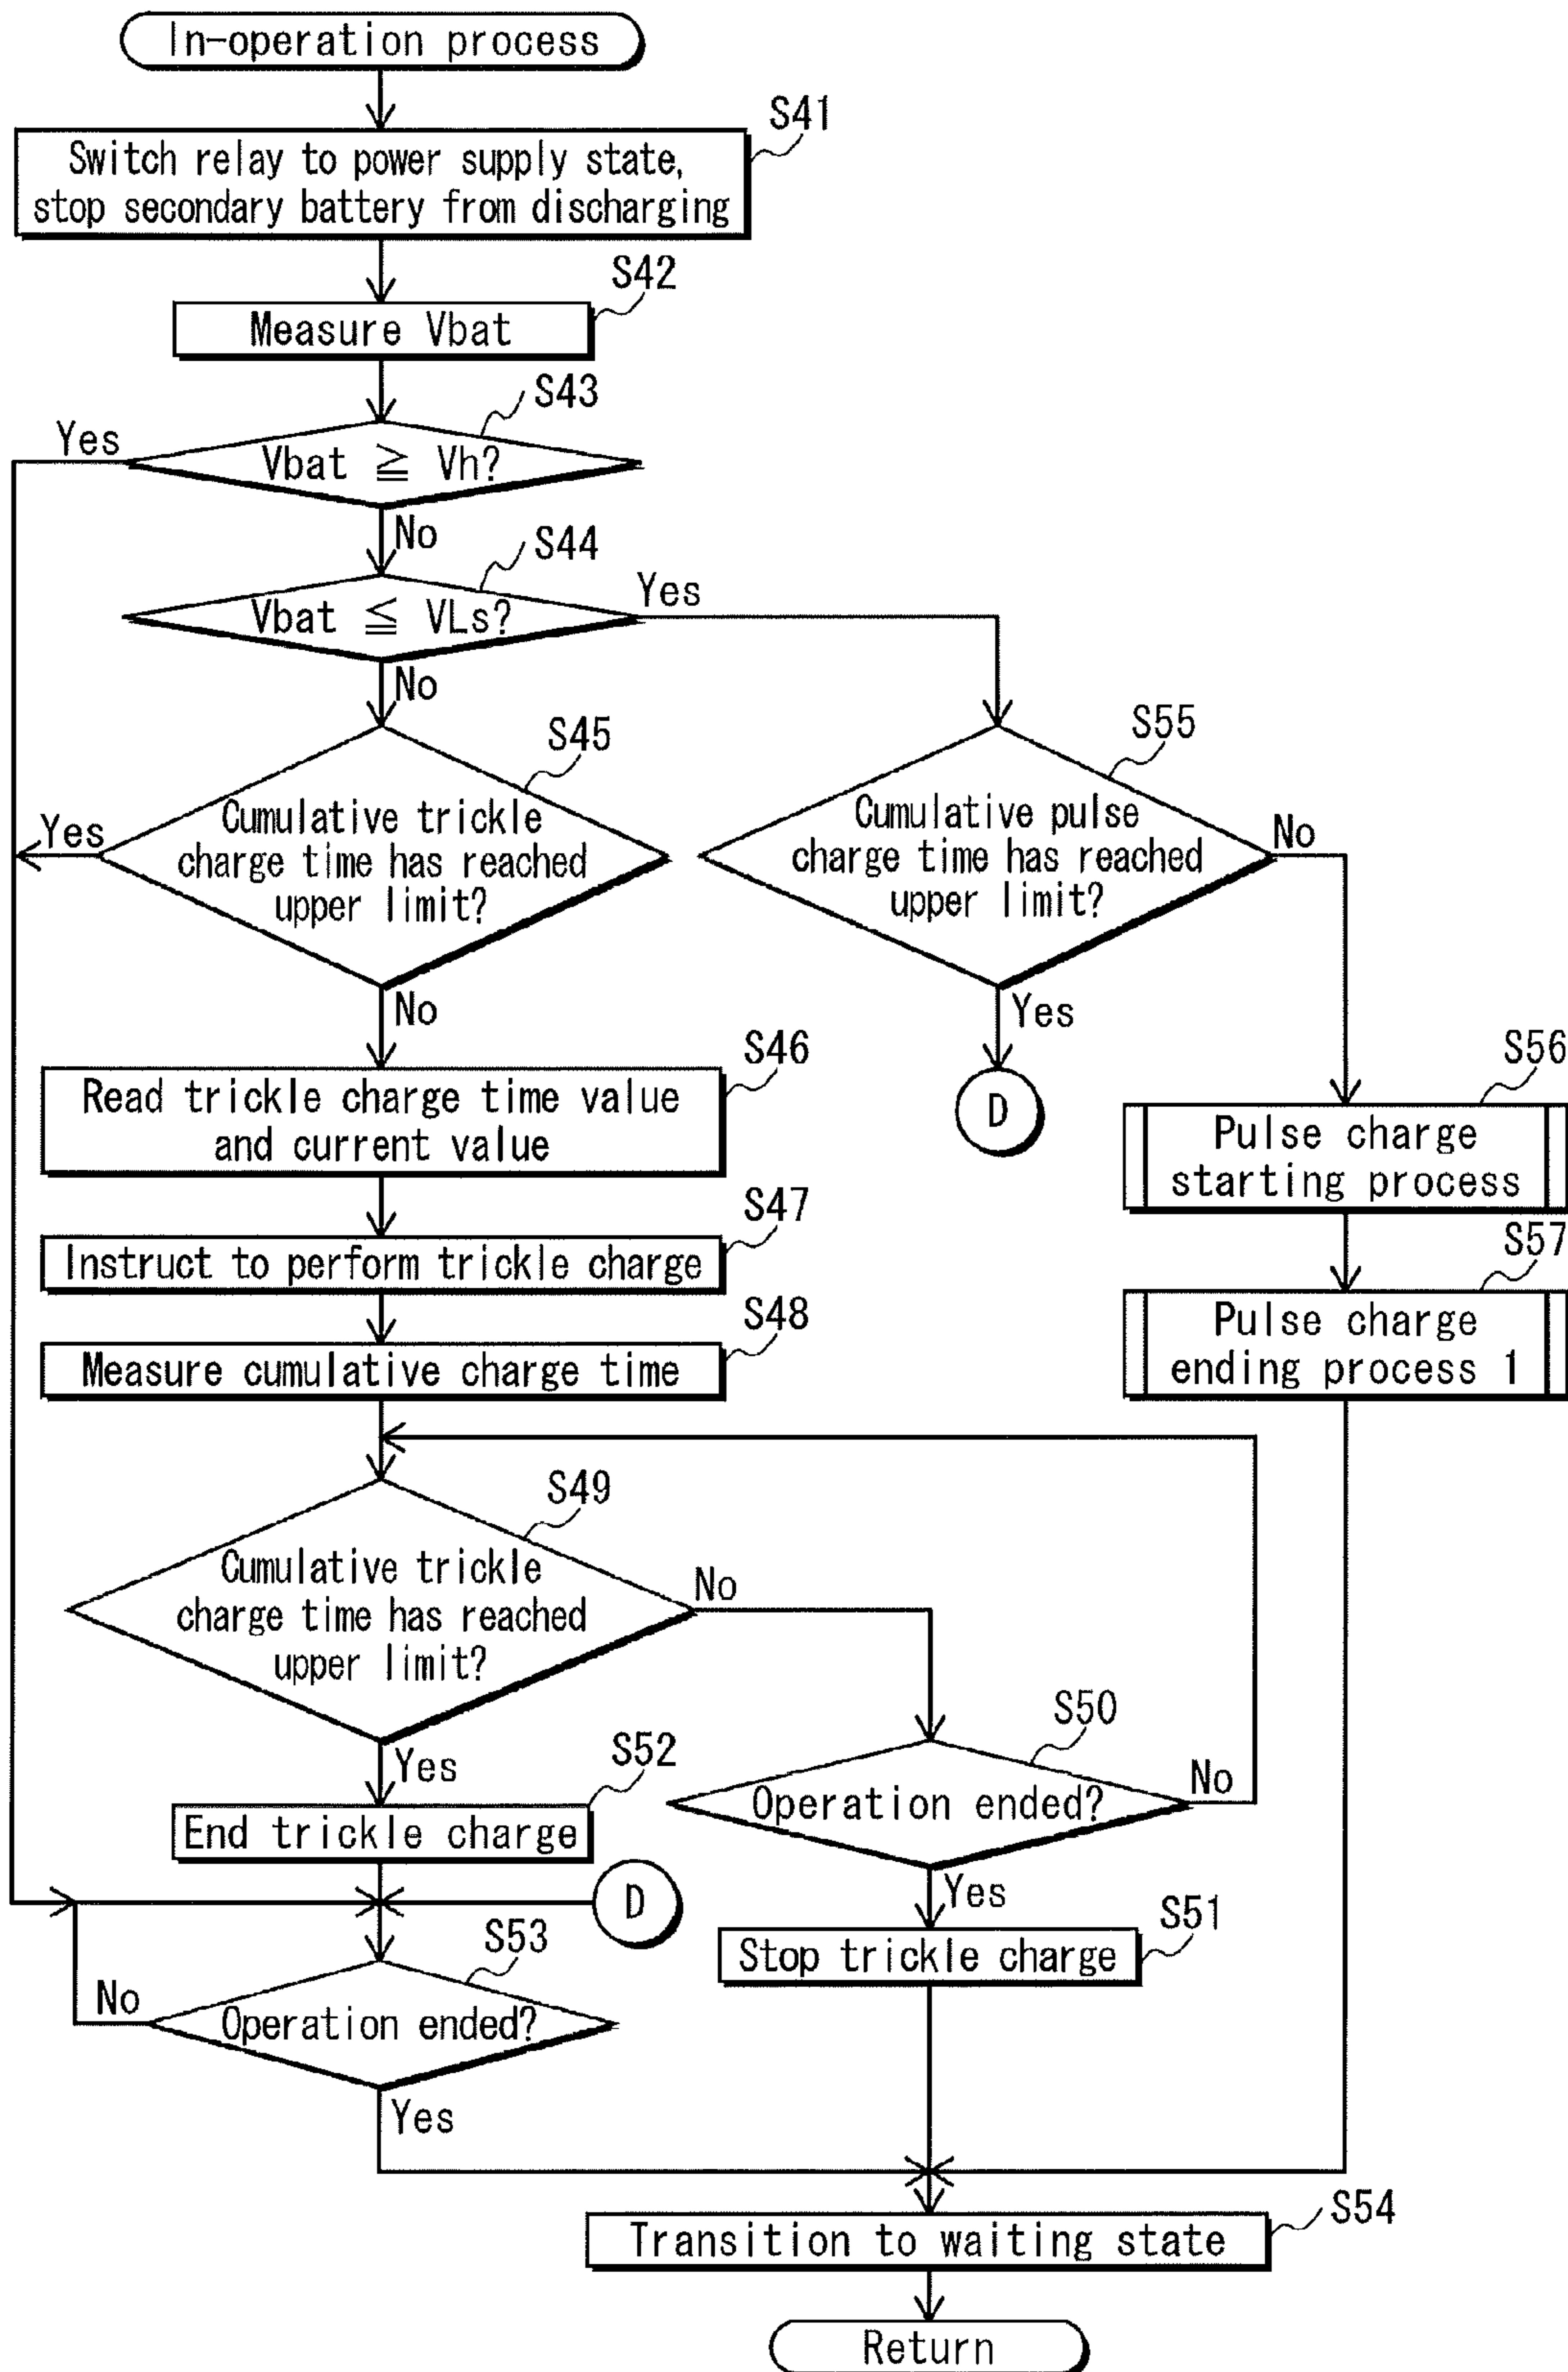 In-operation process
S41
Switch relay to power supply state,
stop secondary battery from discharging
S42
Measure Vbat
S43
Yes
Vbat ≧ Vh?
No
S44
Yes
Vbat ≦ VLs?
No
S45
S55
Cumulative trickle
charge time has reached
upper limit?
Yes
Cumulative pulse
charge time has reached
upper limit?
No
No
Yes
D
S46
Read trickle charge time value
and current value
S56
Pulse charge
starting process
S47
Instruct to perform trickle charge
S57
Pulse charge
ending process 1
S48
Measure cumulative charge time
S49
Cumulative trickle
charge time has reached
upper limit?
No
S50
Yes
Operation ended?
No
S52
End trickle charge
Yes
D
S51
Stop trickle charge
S53
No
Operation ended?
Yes
S54
Transition to waiting state
Return